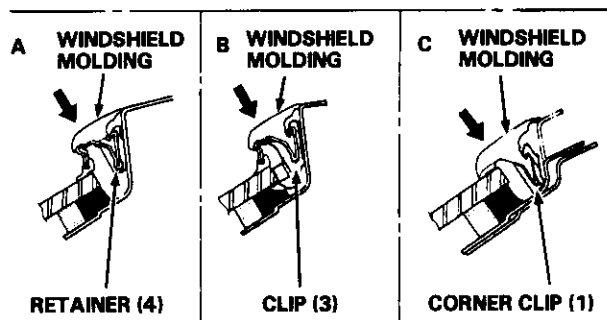 A
WINDSHIELD
MOLDING
RETAINER (4)
B
WINDSHIELD
MOLDING
CLIP (3)
C
WINDSHIELD
MOLDING
CORNER CLIP (1)